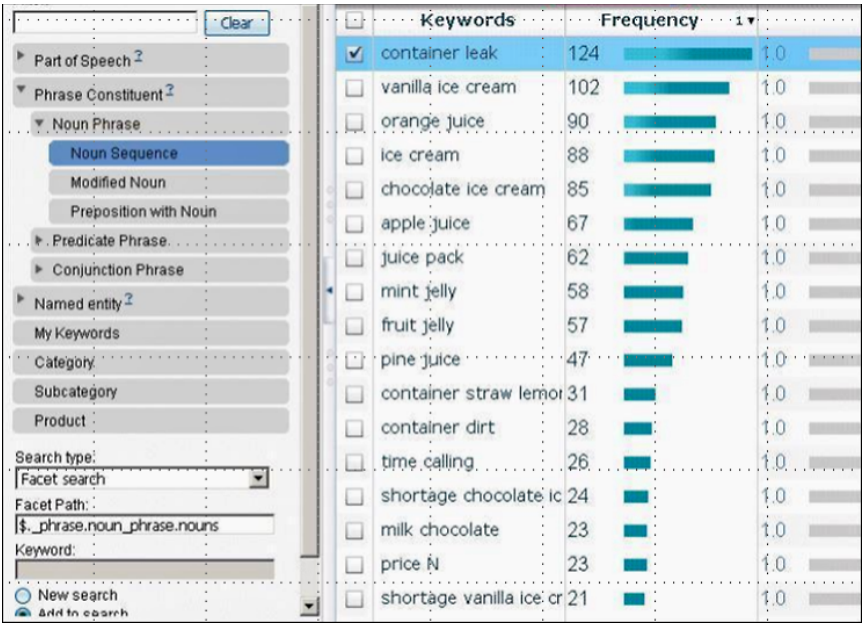 Clear
Part of Speech ?
Phrase Constituent ?
Noun Phrase
Noun Sequence
Modified Noun
Preposition with Noun
Predicate Phrase
Conjunction Phrase
Named entity ?
My Keywords
Category
Subcategory
Product
Search type:
Facet search
Facet Path:
$._phrase.noun_phrase.nouns
Keyword:
New search
Add to search
Keywords Frequency 1
container leak 124 1.0
vanilla ice cream 102 1.0
orange juice 90 1.0
ice cream 88 1.0
chocolate ice cream 85 1.0
apple juice 67 1.0
juice pack 62 1.0
mint jelly 58 1.0
fruit jelly 57 1.0
pine juice 47 1.0
container straw lemor 31 1.0
container dirt 28 1.0
time calling 26 1.0
shortage chocolate ic 24 1.0
milk chocolate 23 1.0
price N 23 1.0
shortage vanilla ice cr 21 1.0